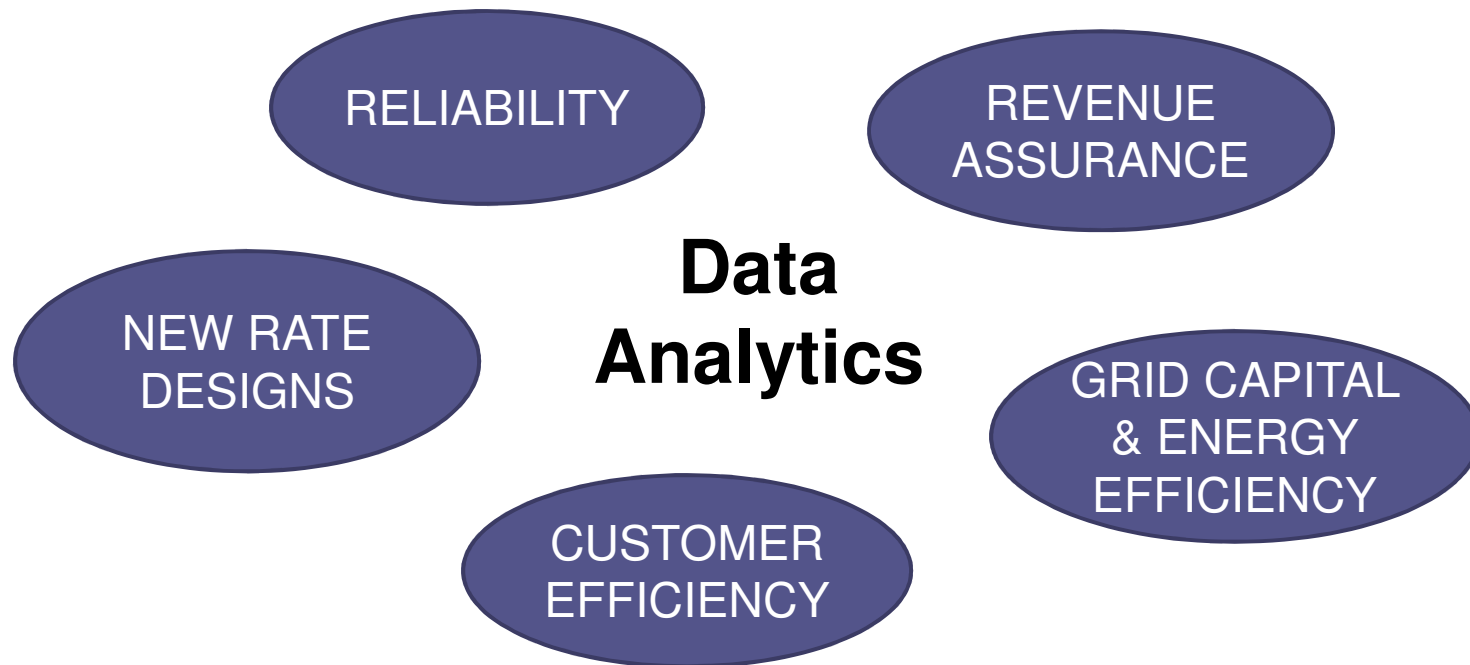 RELIABILITY
REVENUE
ASSURANCE
Data
Analytics
NEW RATE
DESIGNS
GRID CAPITAL
& ENERGY
EFFICIENCY
CUSTOMER
EFFICIENCY